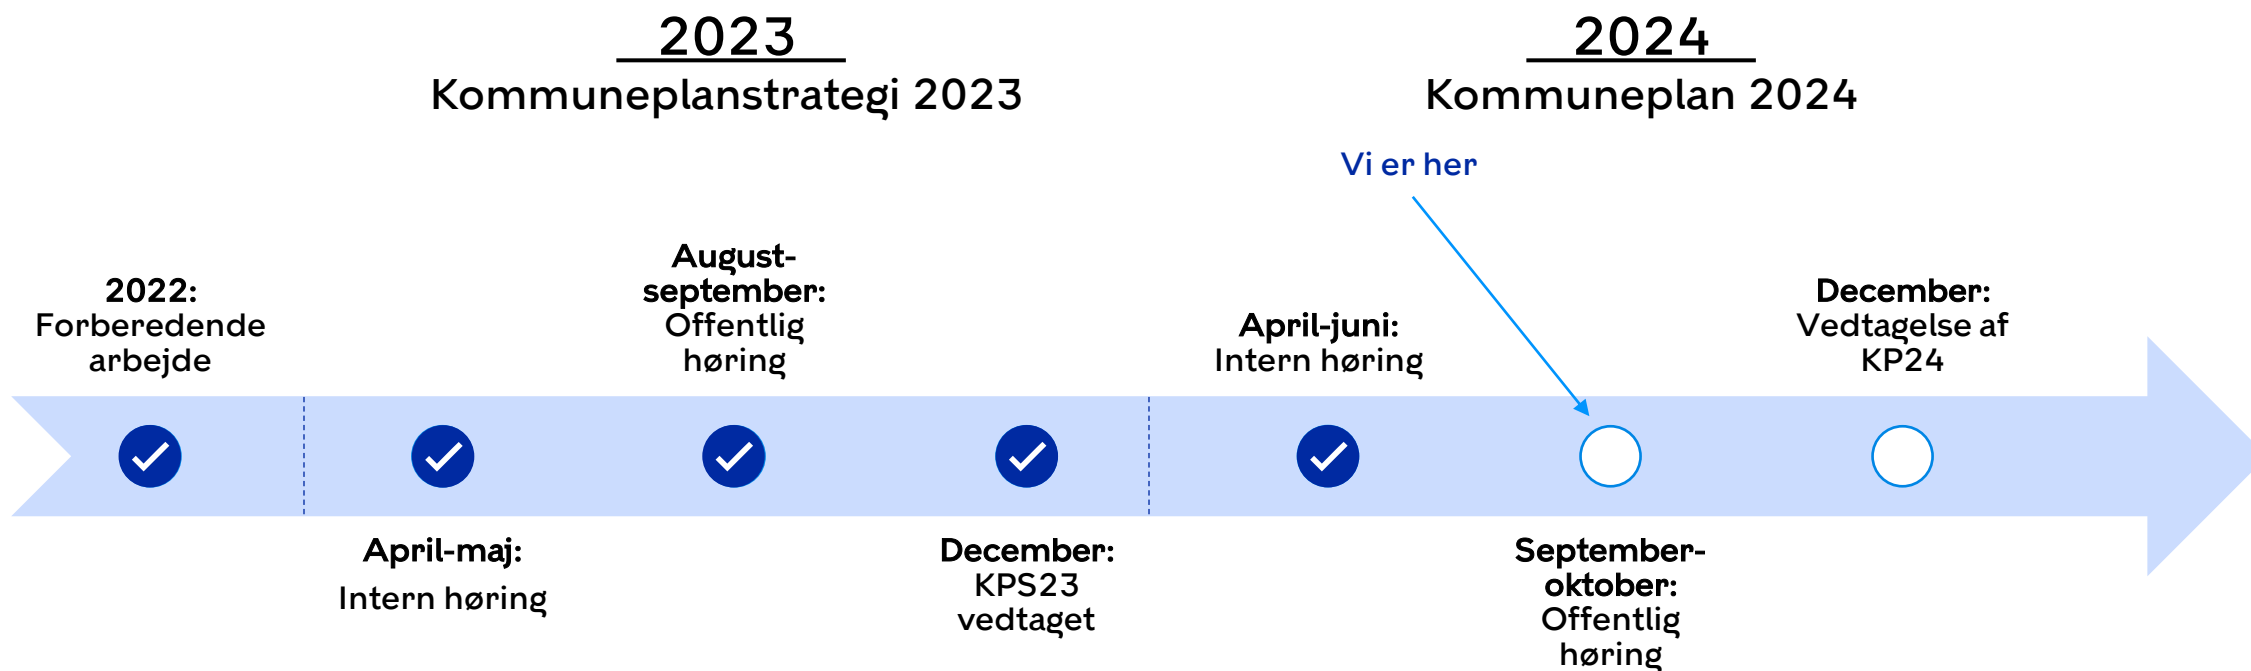 2023
Kommuneplanstrategi 2023
2024
Kommuneplan 2024
Vi er her
2022:
Forberedende
arbejde
April-maj:
Intern høring
August-
september:
Offentlig
høring
December:
KPS23
vedtaget
April-juni:
Intern høring
September-
oktober:
Offentlig
høring
December:
Vedtagelse af
KP24